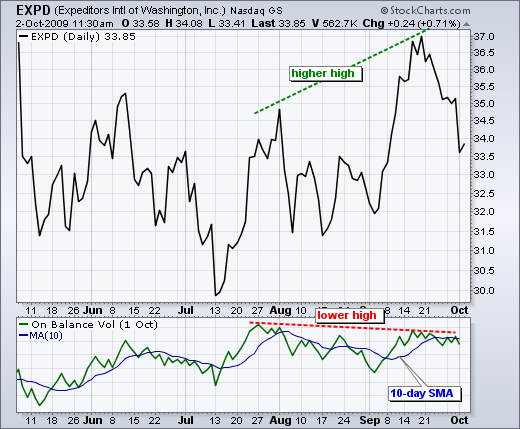 EXPD (Expeditors Intl of Washington, Inc.) Nasdaq GS
© StockCharts.com
2-Oct-2009 11:30am O 33.58 H 34.08 L 33.41 Last 33.85 V 562.7K Chg +0.24 (+0.71%)
EXPD (Daily) 33.85
higher high
37.0
36.5
36.0
35.5
35.0
34.5
34.0
33.5
33.0
32.5
32.0
31.5
31.0
30.5
30.0
11 18 26 Jun 8 15 22 Jul 13 20 27 Aug 10 17 24 Sep 8 14 21 Oct
On Balance Vol (1 Oct)
MA(10)
lower high
10-day SMA
11 18 26 Jun 8 15 22 Jul 13 20 27 Aug 10 17 24 Sep 8 14 21 Oct